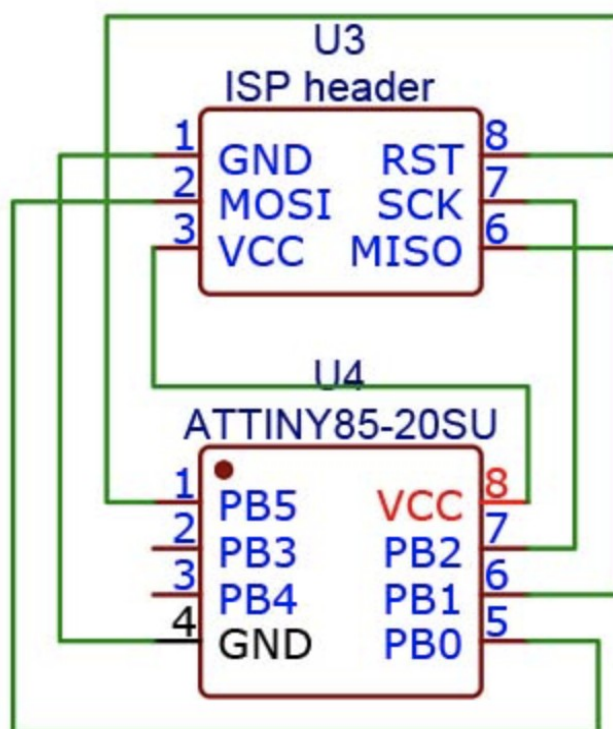 U3
ISP header
1 GND RST 8
2 MOSI SCK 7
3 VCC MISO 6
U4
ATTINY85-20SU
1 PB5 VCC 8
2 PB3 PB2 7
3 PB4 PB1 6
4 GND PB0 5